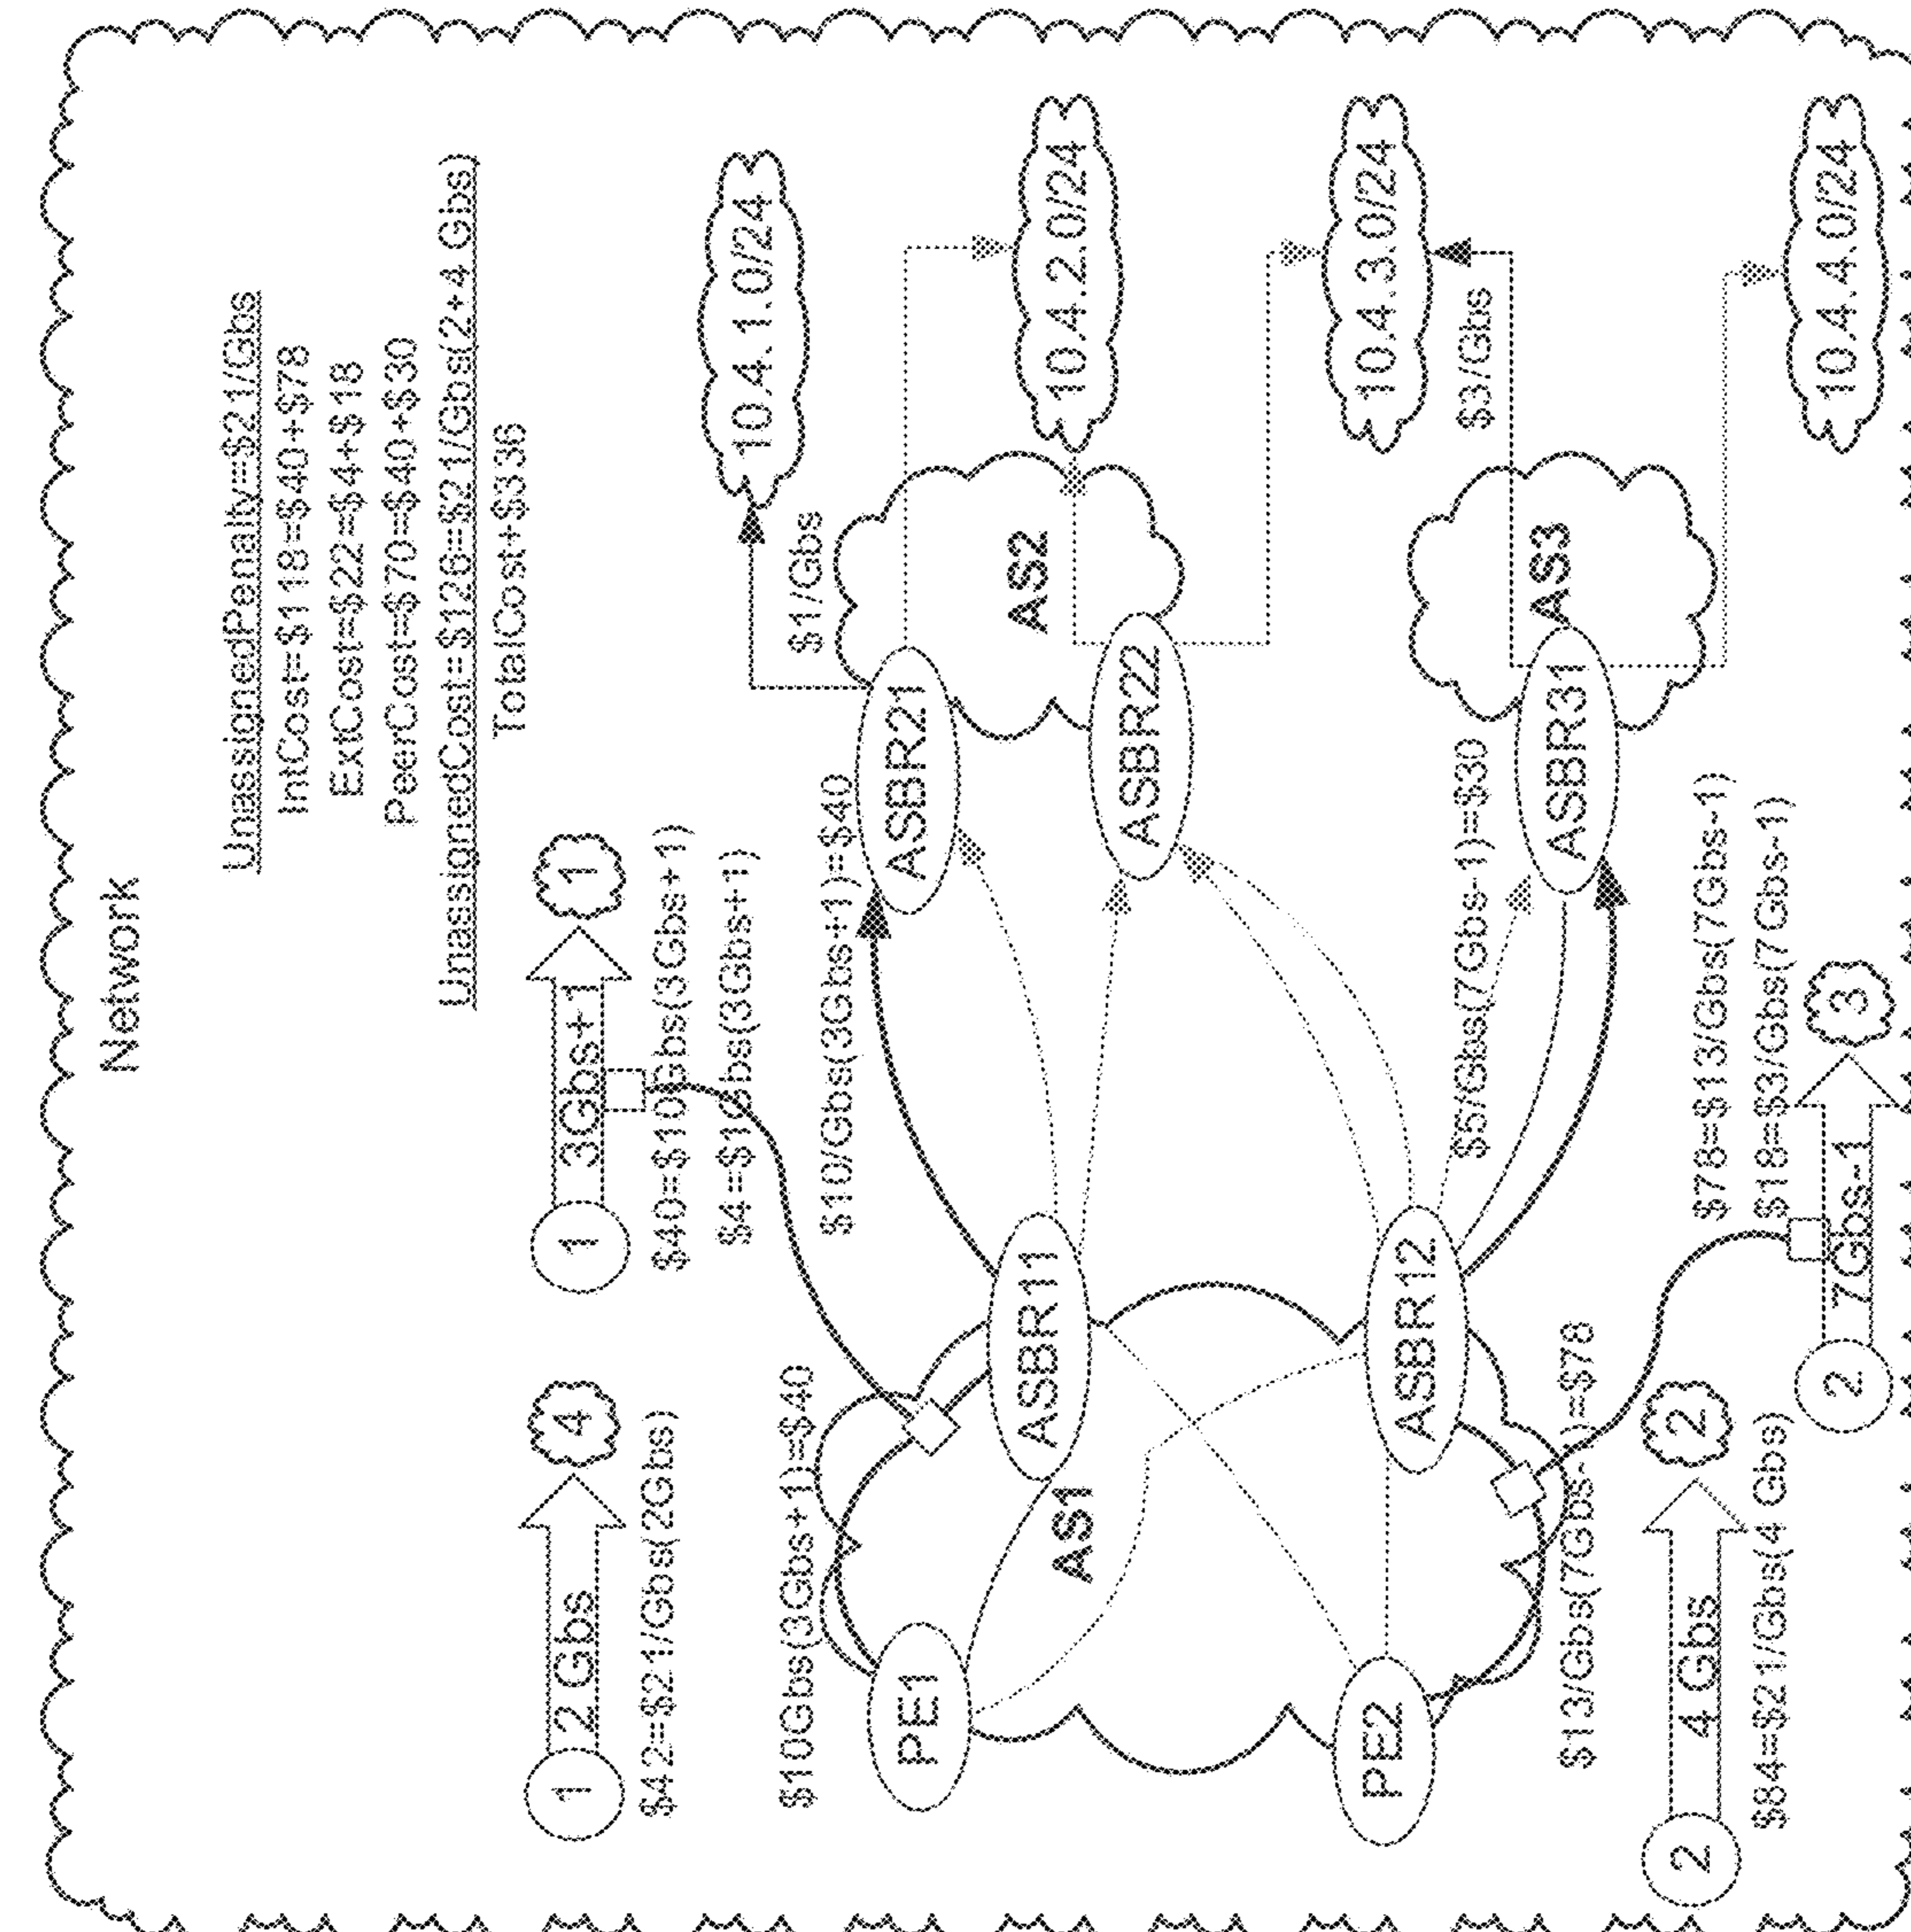 Network
UnassignedPenalty=$21/Gbs
IntCost=$118=$40+$78
ExtCost=$22=$4+$18
PeerCost=$70=$40+$30
UnassignedCost=$126=$21/Gbs(2+4 Gbs)
TotalCost+$336
1
2 Gbs
4
$42=$21/Gbs(2Gbs)
1
3Gbs+1
1
$40=$10Gbs(3Gbs+1)
$4=$1Gbs(3Gbs+1)
$10Gbs(3Gbs+1)=$40
$10/Gbs(3Gbs+1)=$40
$1/Gbs
10.4.1.0/24
PE1
ASBR11
ASBR21
AS1
AS2
10.4.2.0/24
ASBR22
PE2
ASBR12
10.4.3.0/24
$5/Gbs(7Gbs-1)=$30
$3/Gbs
ASBR31
AS3
$13/Gbs(7Gbs-1)=$78
2
4 Gbs
2
$84=$21/Gbs(4 Gbs)
$78=$13/Gbs(7Gbs-1)
$18=$3/Gbs(7Gbs-1)
2
7Gbs-1
3
10.4.4.0/24